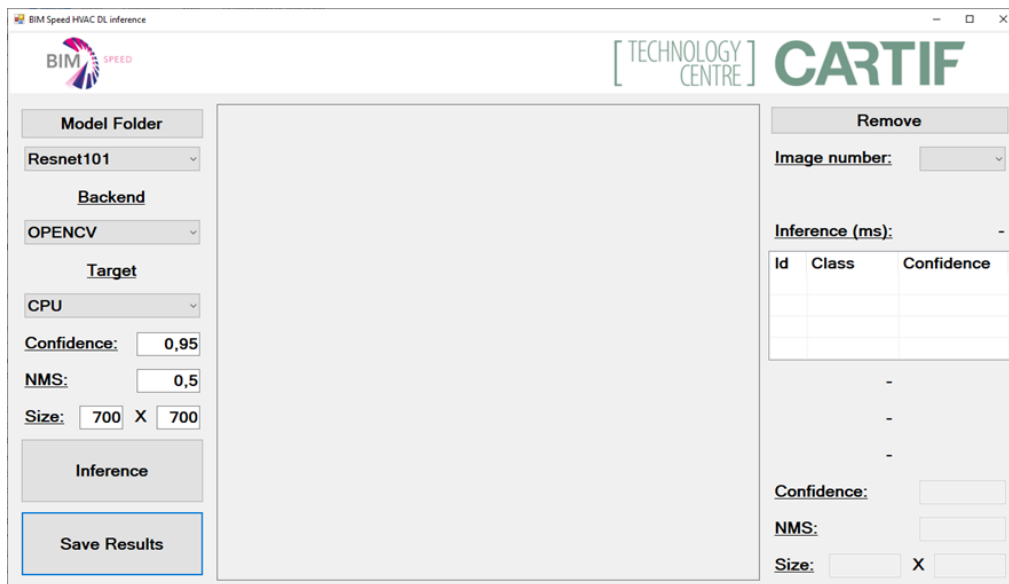 BIM Speed HVAC DL inference
BIM SPEED
[ TECHNOLOGY CENTRE ] CARTIF
Model Folder
Resnet101
Backend
OPENCV
Target
CPU
Confidence: 0,95
NMS: 0,5
Size: 700 X 700
Inference
Save Results
Remove
Image number:
Inference (ms): -
Id Class Confidence
-
-
-
Confidence:
NMS:
Size: X